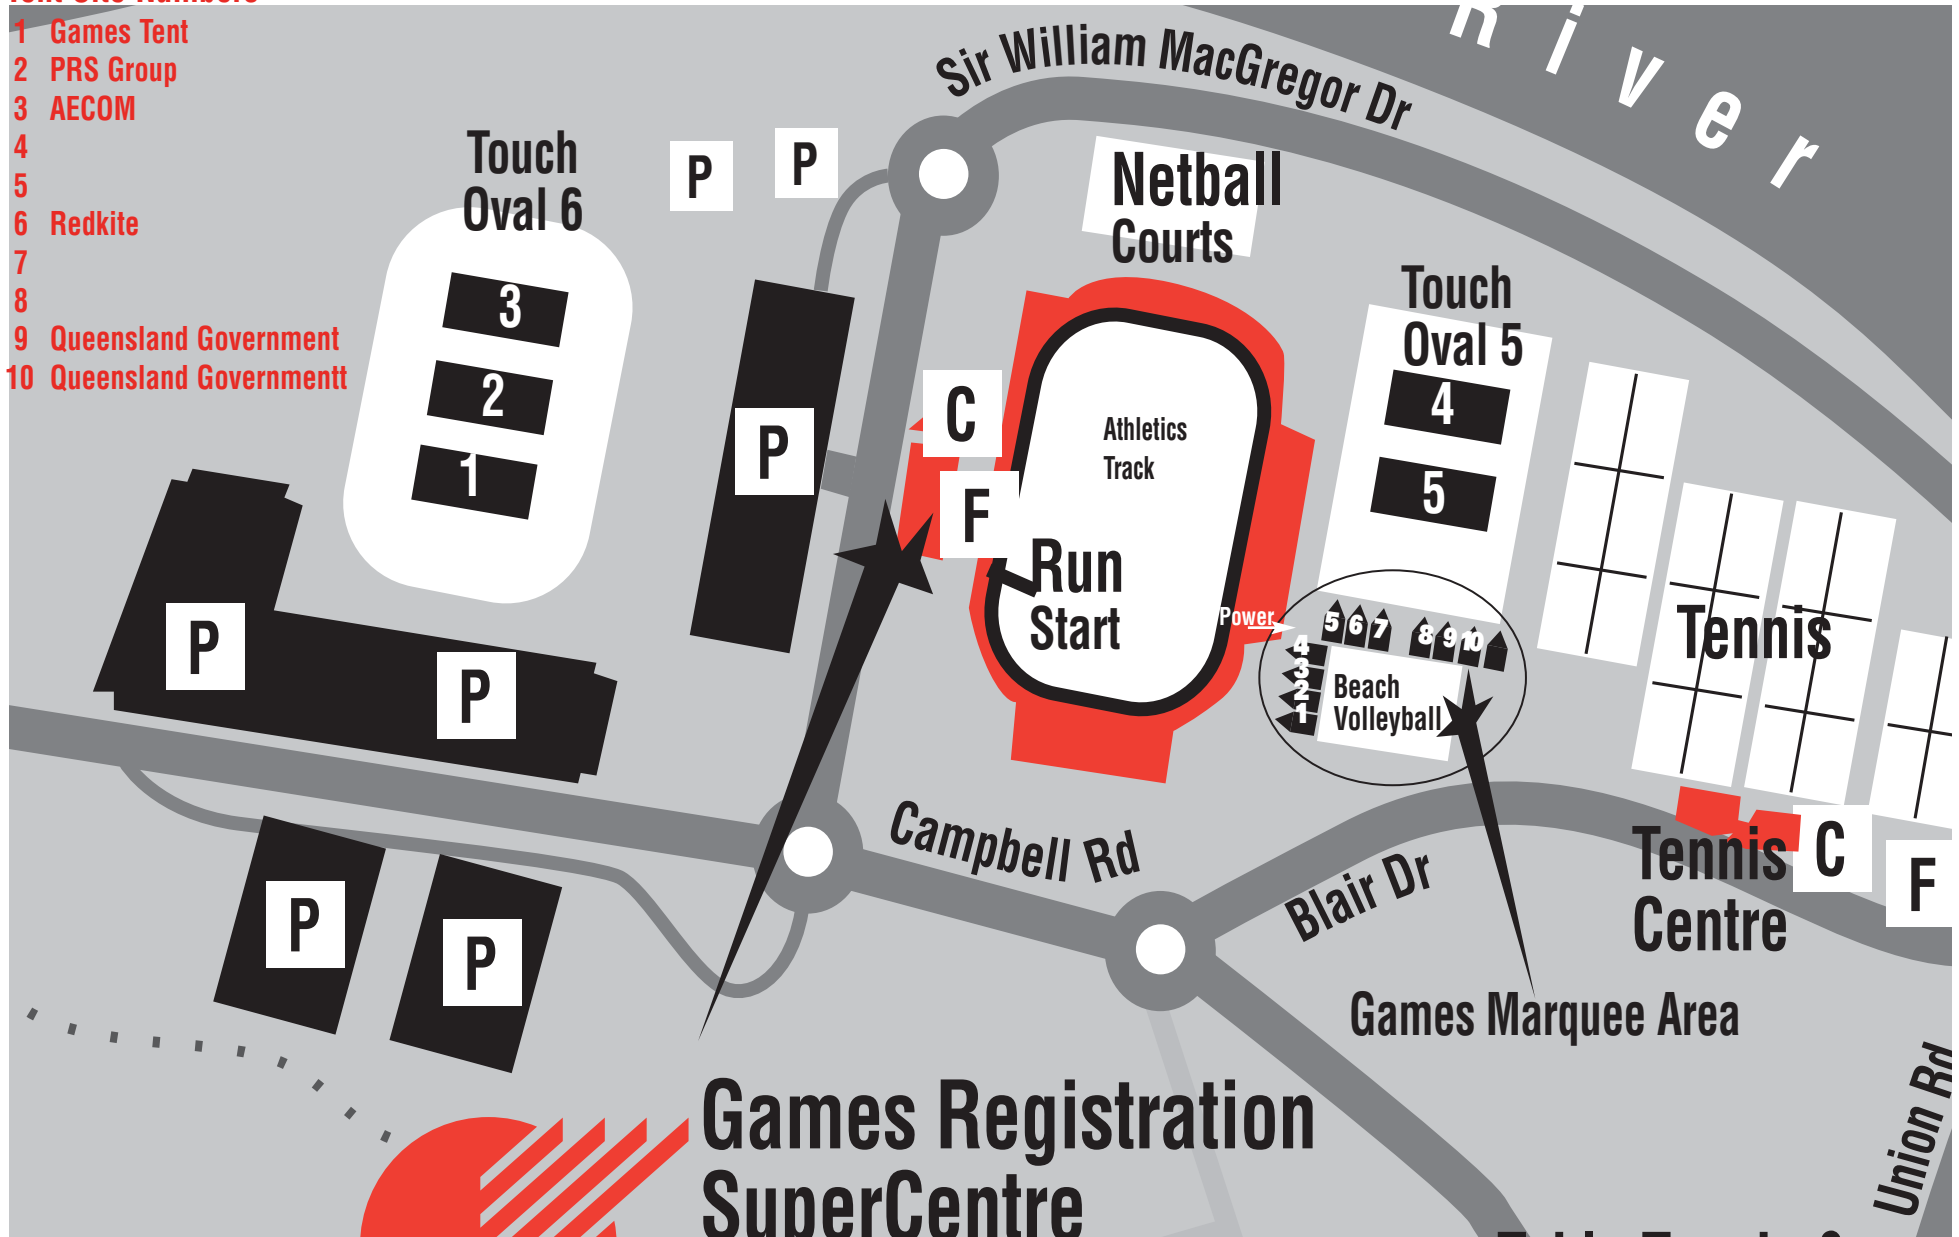 Tent Site Numbers
1 Games Tent
2 PRS Group
3 AECOM
4
5
6 Redkite
7
8
9 Queensland Government
10 Queensland Governmentt
River
Sir William MacGregor Dr
Touch
Oval 6
3
2
1
P
P
P
P
P
P
P
Netball
Courts
Touch
Oval 5
4
5
C
F
Athletics
Track
Run
Start
Power
5 6 7 8 9 10
4
3
2
1
Beach
Volleyball
Tennis
Tennis
Centre
C
F
Campbell Rd
Blair Dr
Games Marquee Area
Union Rd
Games Registration
SuperCentre